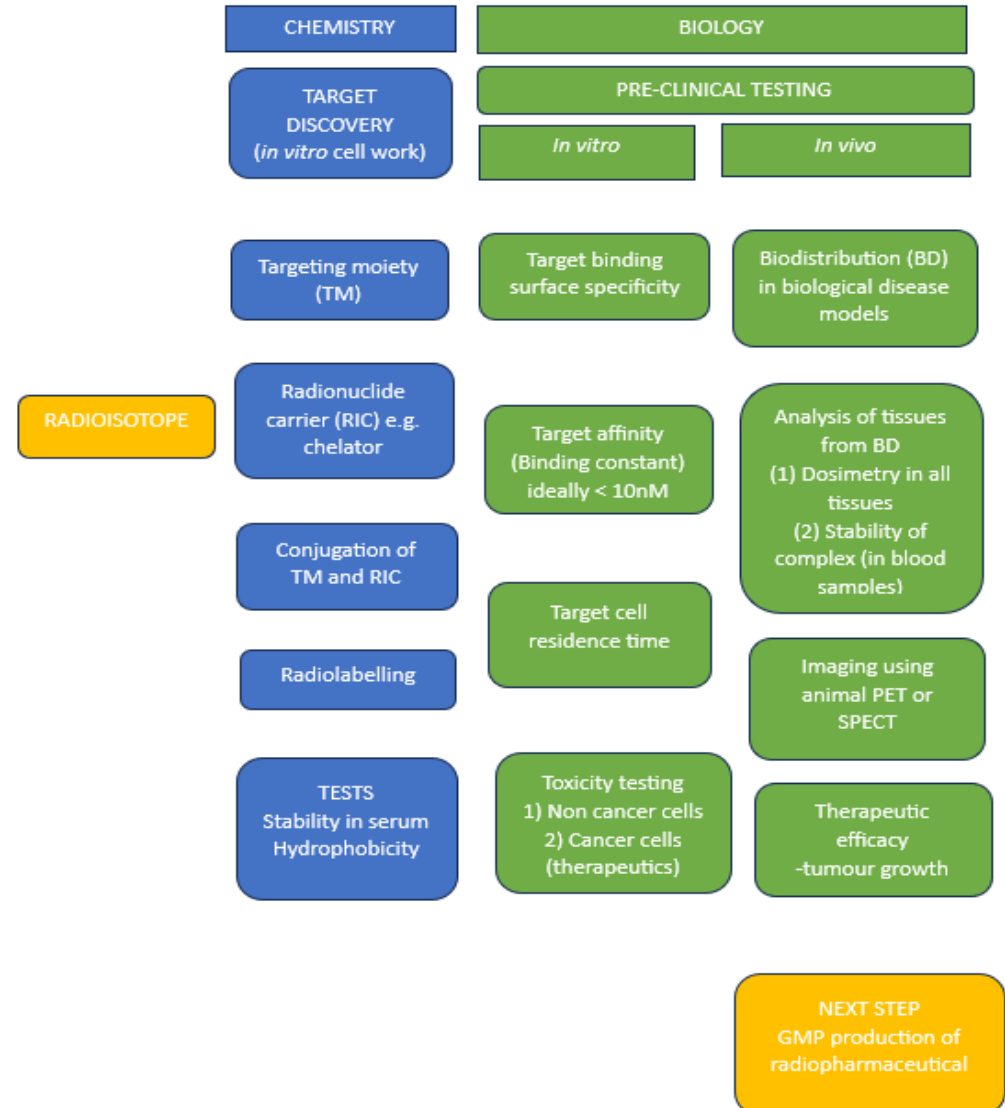 CHEMISTRY
BIOLOGY
TARGET
DISCOVERY
(in vitro cell work)
PRE-CLINICAL TESTING
In vitro
In vivo
Targeting moiety
(TM)
Target binding
surface specificity
Biodistribution (BD)
in biological disease
models
RADIOISOTOPE
Radionuclide
carrier (RIC) e.g.
chelator
Target affinity
(Binding constant)
ideally < 10nM
Analysis of tissues
from BD
(1) Dosimetry in all
tissues
(2) Stability of
complex (in blood
samples)
Conjugation of
TM and RIC
Target cell
residence time
Radiolabelling
Imaging using
animal PET or
SPECT
TESTS
Stability in serum
Hydrophobicity
Toxicity testing
1) Non cancer cells
2) Cancer cells
(therapeutics)
Therapeutic
efficacy
-tumour growth
NEXT STEP
GMP production of
radiopharmaceutical